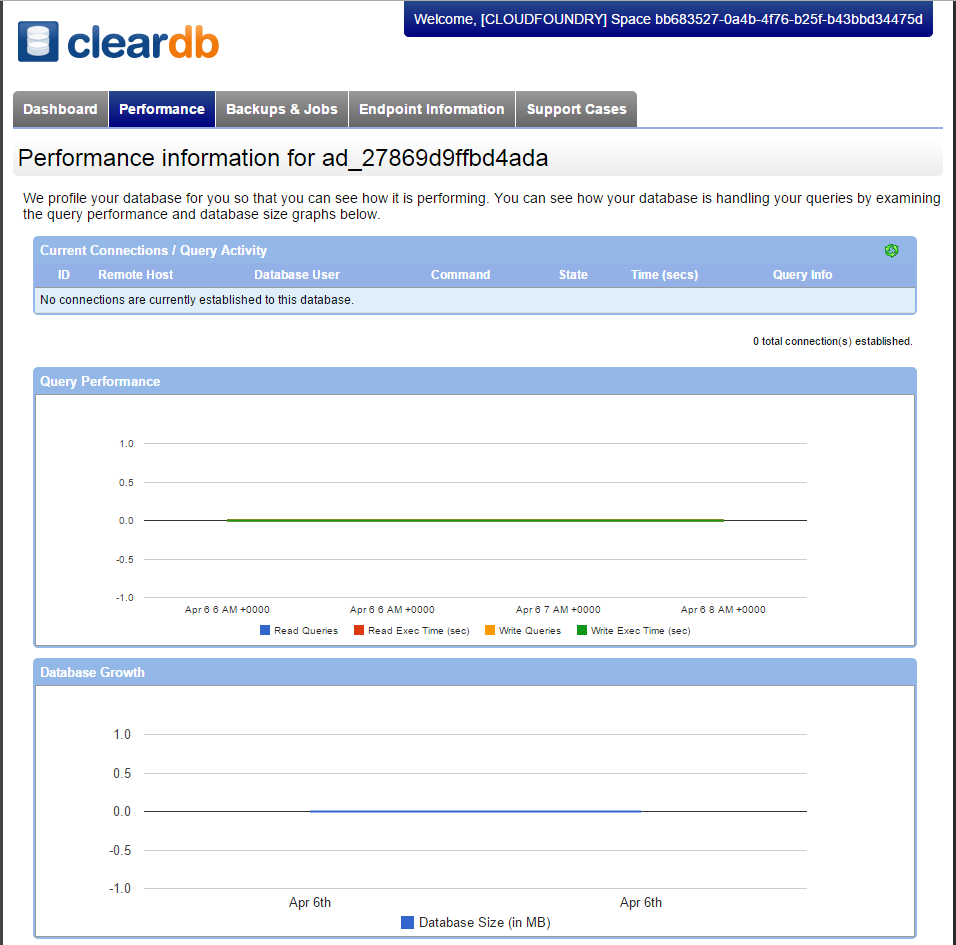 Welcome, [CLOUDFOUNDRY] Space bb683527-0a4b-4f76-b25f-b43bbd34475d
cleardb
Dashboard Performance Backups & Jobs Endpoint Information Support Cases
Performance information for ad_27869d9ffbd4ada
We profile your database for you so that you can see how it is performing. You can see how your database is handling your queries by examining
the query performance and database size graphs below.
Current Connections / Query Activity
ID Remote Host Database User Command State Time (secs) Query Info
No connections are currently established to this database.
0 total connection(s) established.
Query Performance
1.0
0.5
0.0
-0.5
-1.0
Apr 6 6 AM +0000 Apr 6 6 AM +0000 Apr 6 7 AM +0000 Apr 6 8 AM +0000
Read Queries Read Exec Time (sec) Write Queries Write Exec Time (sec)
Database Growth
1.0
0.5
0.0
-0.5
-1.0
Apr 6th Apr 6th
Database Size (in MB)